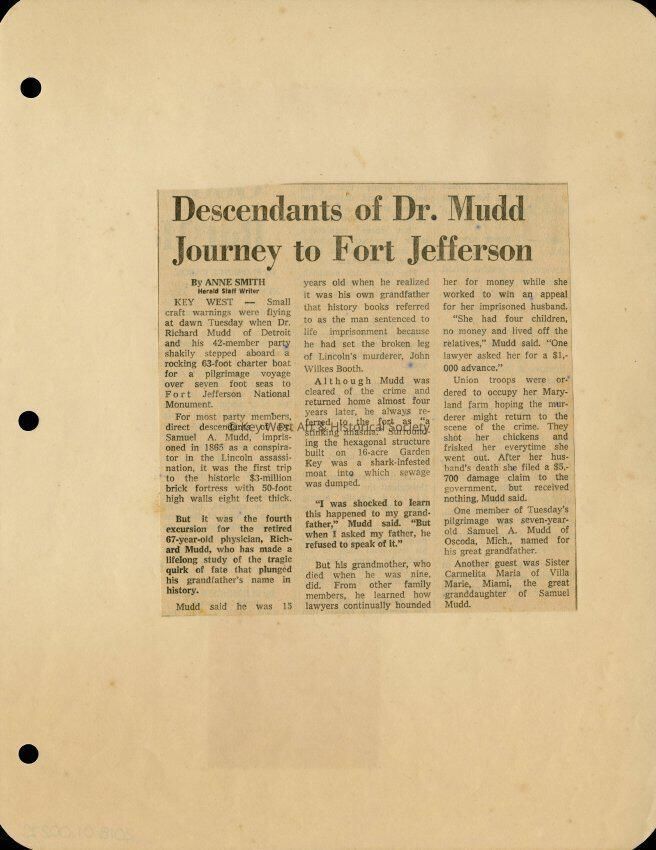 Descendants of Dr. Mudd
Journey to Fort Jefferson
By ANNE SMITH
Herald Staff Writer
KEY WEST — Small
craft warnings were flying
at dawn Tuesday when Dr.
Richard Mudd of Detroit
and his 42-member party
shakily stepped aboard a
rocking 63-foot charter boat
for a pilgrimage voyage
over seven foot seas to
Fort Jefferson National
Monument.
For most party members,
direct descendants of Dr.
Samuel A. Mudd, impris-
oned in 1865 as a conspira-
tor in the Lincoln assassi-
nation, it was the first trip
to the historic $3-million
brick fortress with 50-foot
high walls eight feet thick.
But it was the fourth
excursion for the retired
67-year-old physician, Rich-
ard Mudd, who has made a
lifelong study of the tragic
quirk of fate that plunged
his grandfather's name in
history.
Mudd said he was 15
years old when he realized
it was his own grandfather
that history books referred
to as the man sentenced to
life imprisonment because
he had set the broken leg
of Lincoln's murderer, John
Wilkes Booth.
Although Mudd was
cleared of the crime and
returned home almost four
years later, he always re-
ferred to the fort as "a
stinking miasma." Surround-
ing the hexagonal structure
built on 16-acre Garden
Key was a shark-infested
moat into which sewage
was dumped.
"I was shocked to learn
this happened to my grand-
father," Mudd said. "But
when I asked my father, he
refused to speak of it."
But his grandmother, who
died when he was nine,
did. From other family
members, he learned how
lawyers continually hounded
her for money while she
worked to win an appeal
for her imprisoned husband.
"She had four children,
no money and lived off the
relatives," Mudd said. "One
lawyer asked her for a $1,-
000 advance."
Union troops were or-
dered to occupy her Mary-
land farm hoping the mur-
derer might return to the
scene of the crime. They
shot her chickens and
frisked her everytime she
went out. After her hus-
band's death she filed a $5,-
700 damage claim to the
government, but received
nothing, Mudd said.
One member of Tuesday's
pilgrimage was seven-year-
old Samuel A. Mudd of
Oscoda, Mich., named for
his great grandfather.
Another guest was Sister
Carmelita Maria of Villa
Marie, Miami, the great
granddaughter of Samuel
Mudd.
©Key West Art & Historical Society